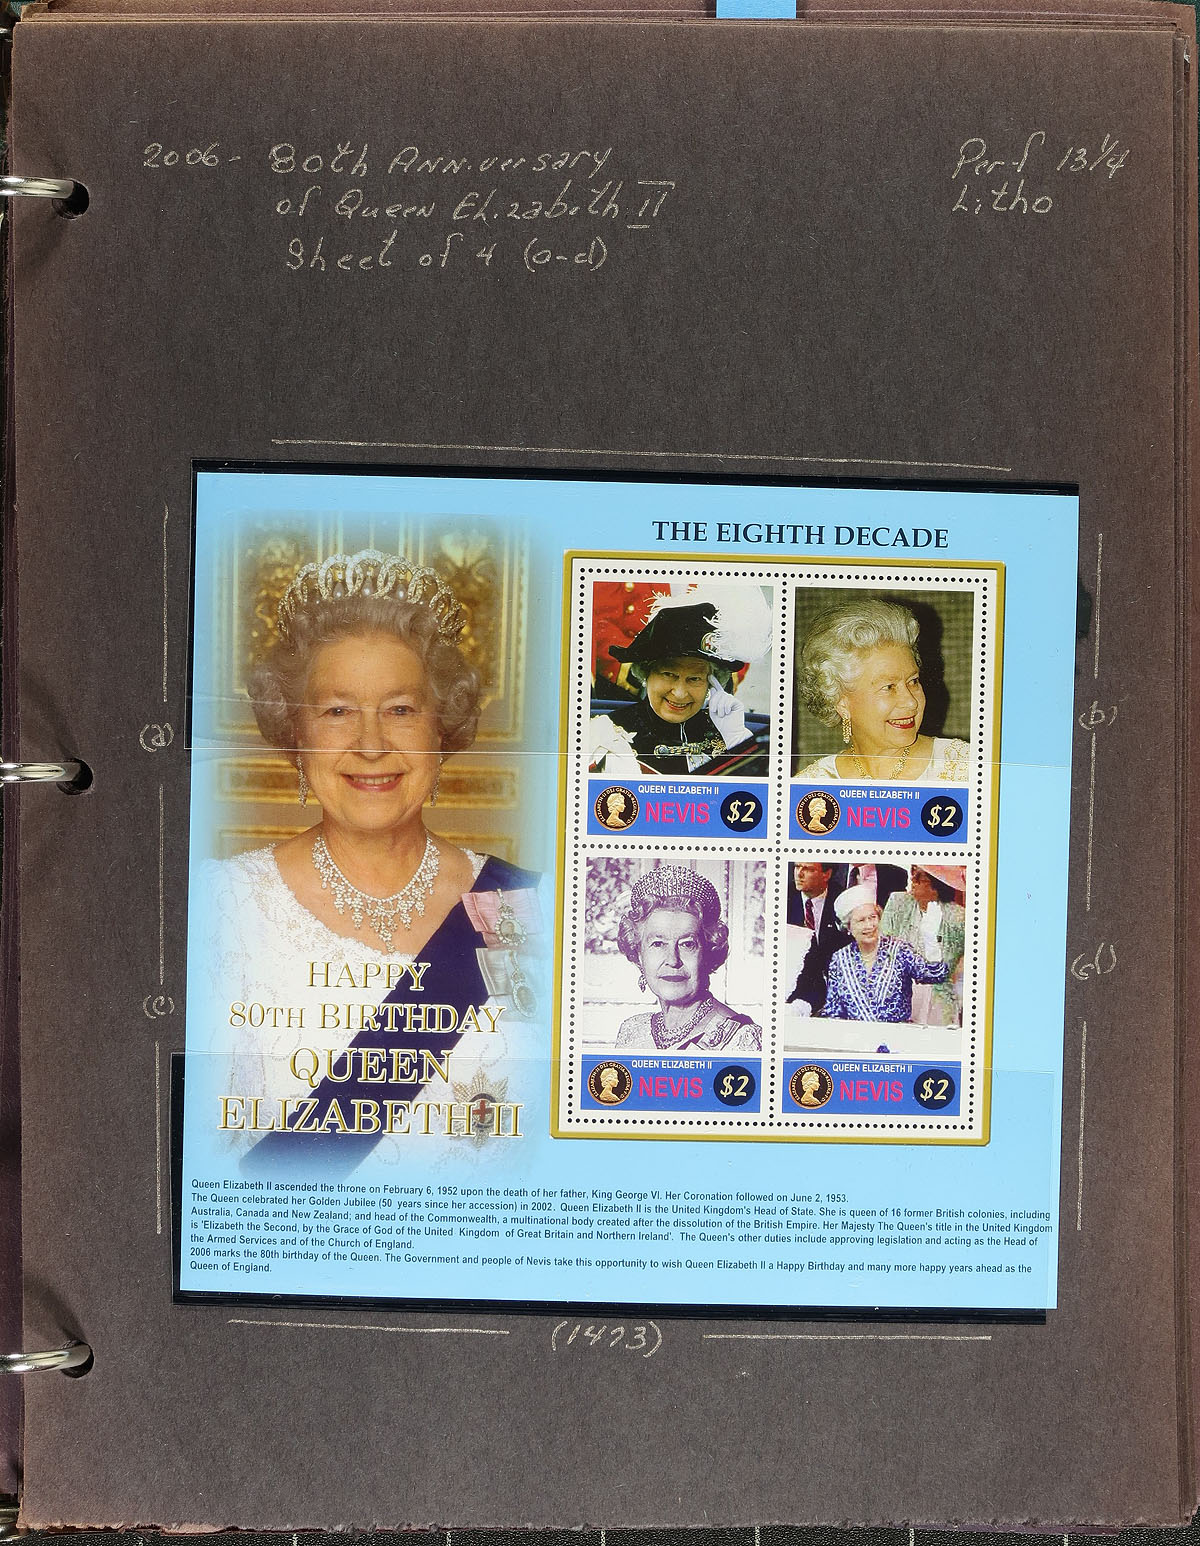 2006- 80th Anniversary
of Queen Elizabeth II
Sheet of 4 (a-d)
Perf 13 1/4
Litho
THE EIGHTH DECADE
(a)
(b)
QUEEN ELIZABETH II
NEVIS $2
QUEEN ELIZABETH II
NEVIS $2
(c)
(d)
QUEEN ELIZABETH II
NEVIS $2
QUEEN ELIZABETH II
NEVIS $2
HAPPY
80TH BIRTHDAY
QUEEN
ELIZABETH II
Queen Elizabeth II ascended the throne on February 6, 1952 upon the death of her father, King George VI. Her Coronation followed on June 2, 1953.
The Queen celebrated her Golden Jubilee (50 years since her accession) in 2002. Queen Elizabeth II is the United Kingdom's Head of State. She is queen of 16 former British colonies, including
Australia, Canada and New Zealand; and head of the Commonwealth, a multinational body created after the dissolution of the British Empire. Her Majesty The Queen's title in the United Kingdom
is 'Elizabeth the Second, by the Grace of God of the United Kingdom of Great Britain and Northern Ireland'. The Queen's other duties include approving legislation and acting as the Head of
the Armed Services and of the Church of England.
2006 marks the 80th birthday of the Queen. The Government and people of Nevis take this opportunity to wish Queen Elizabeth II a Happy Birthday and many more happy years ahead as the
Queen of England.
(1473)